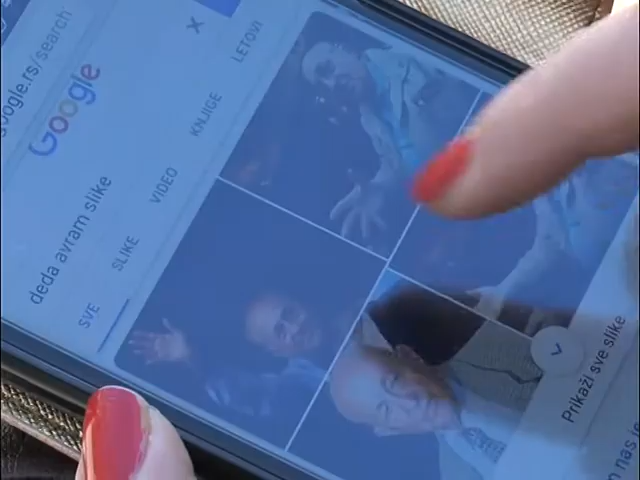 google.rs/search
Google
×
deda avram slike
SVE SLIKE VIDEO KNJIGE LETOVI
Prikaži sve slike